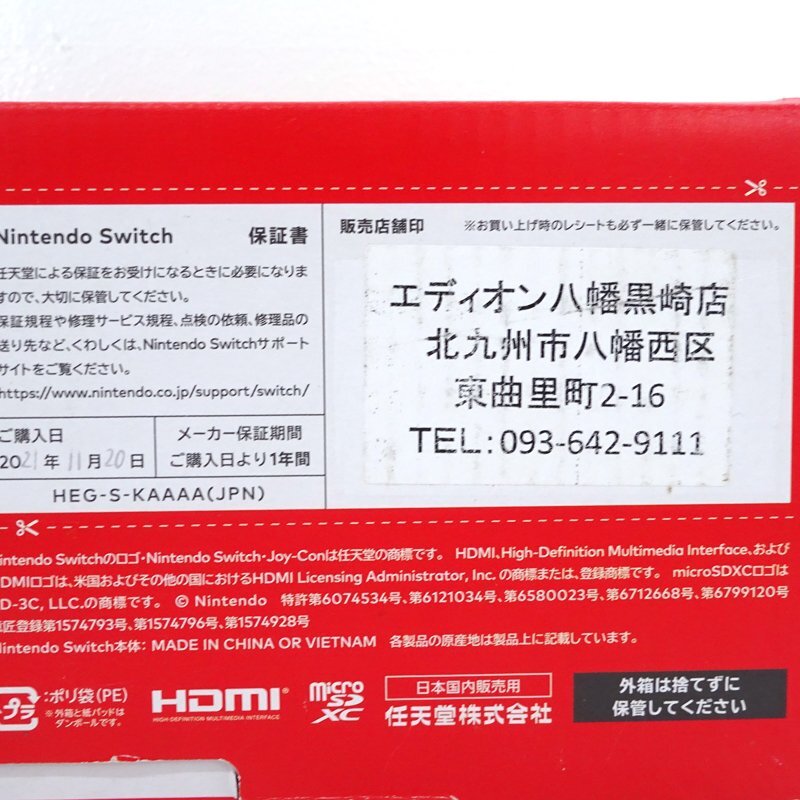 Nintendo Switch 保証書
任天堂による保証をお受けになるときに必要になりま
すので、大切に保管してください。
保証規程や修理サービス規程、点検の依頼、修理品の
送り先など、くわしくは、Nintendo Switchサポート
サイトをご覧ください。
https://www.nintendo.co.jp/support/switch/
ご購入日
2021年 11月20日
メーカー保証期間
ご購入日より1年間
HEG-S-KAAAA(JPN)
販売店舗印 ※お買い上げ時のレシートも必ず一緒に保管してください。
エディオン八幡黒崎店
北九州市八幡西区
東曲里町2-16
TEL:093-642-9111
intendo Switchのロゴ・Nintendo Switch・Joy-Conは任天堂の商標です。 HDMI、High-Definition Multimedia Interface、および
DMIロゴは、米国およびその他の国におけるHDMI Licensing Administrator, Inc. の商標または、登録商標です。 microSDXCロゴは
D-3C, LLC.の商標です。 © Nintendo 特許第6074534号、第6121034号、第6580023号、第6712668号、第6799120号
意匠登録第1574793号、第1574796号、第1574928号
Nintendo Switch本体: MADE IN CHINA OR VIETNAM 各製品の原産地は製品上に記載しています。
プラ
:ポリ袋(PE)
※外箱と紙パッドは
ダンボールです。
HDMI®
HIGH-DEFINITION MULTIMEDIA INTERFACE
micro
SD
XC
日本国内販売用
任天堂株式会社
外箱は捨てずに
保管してください